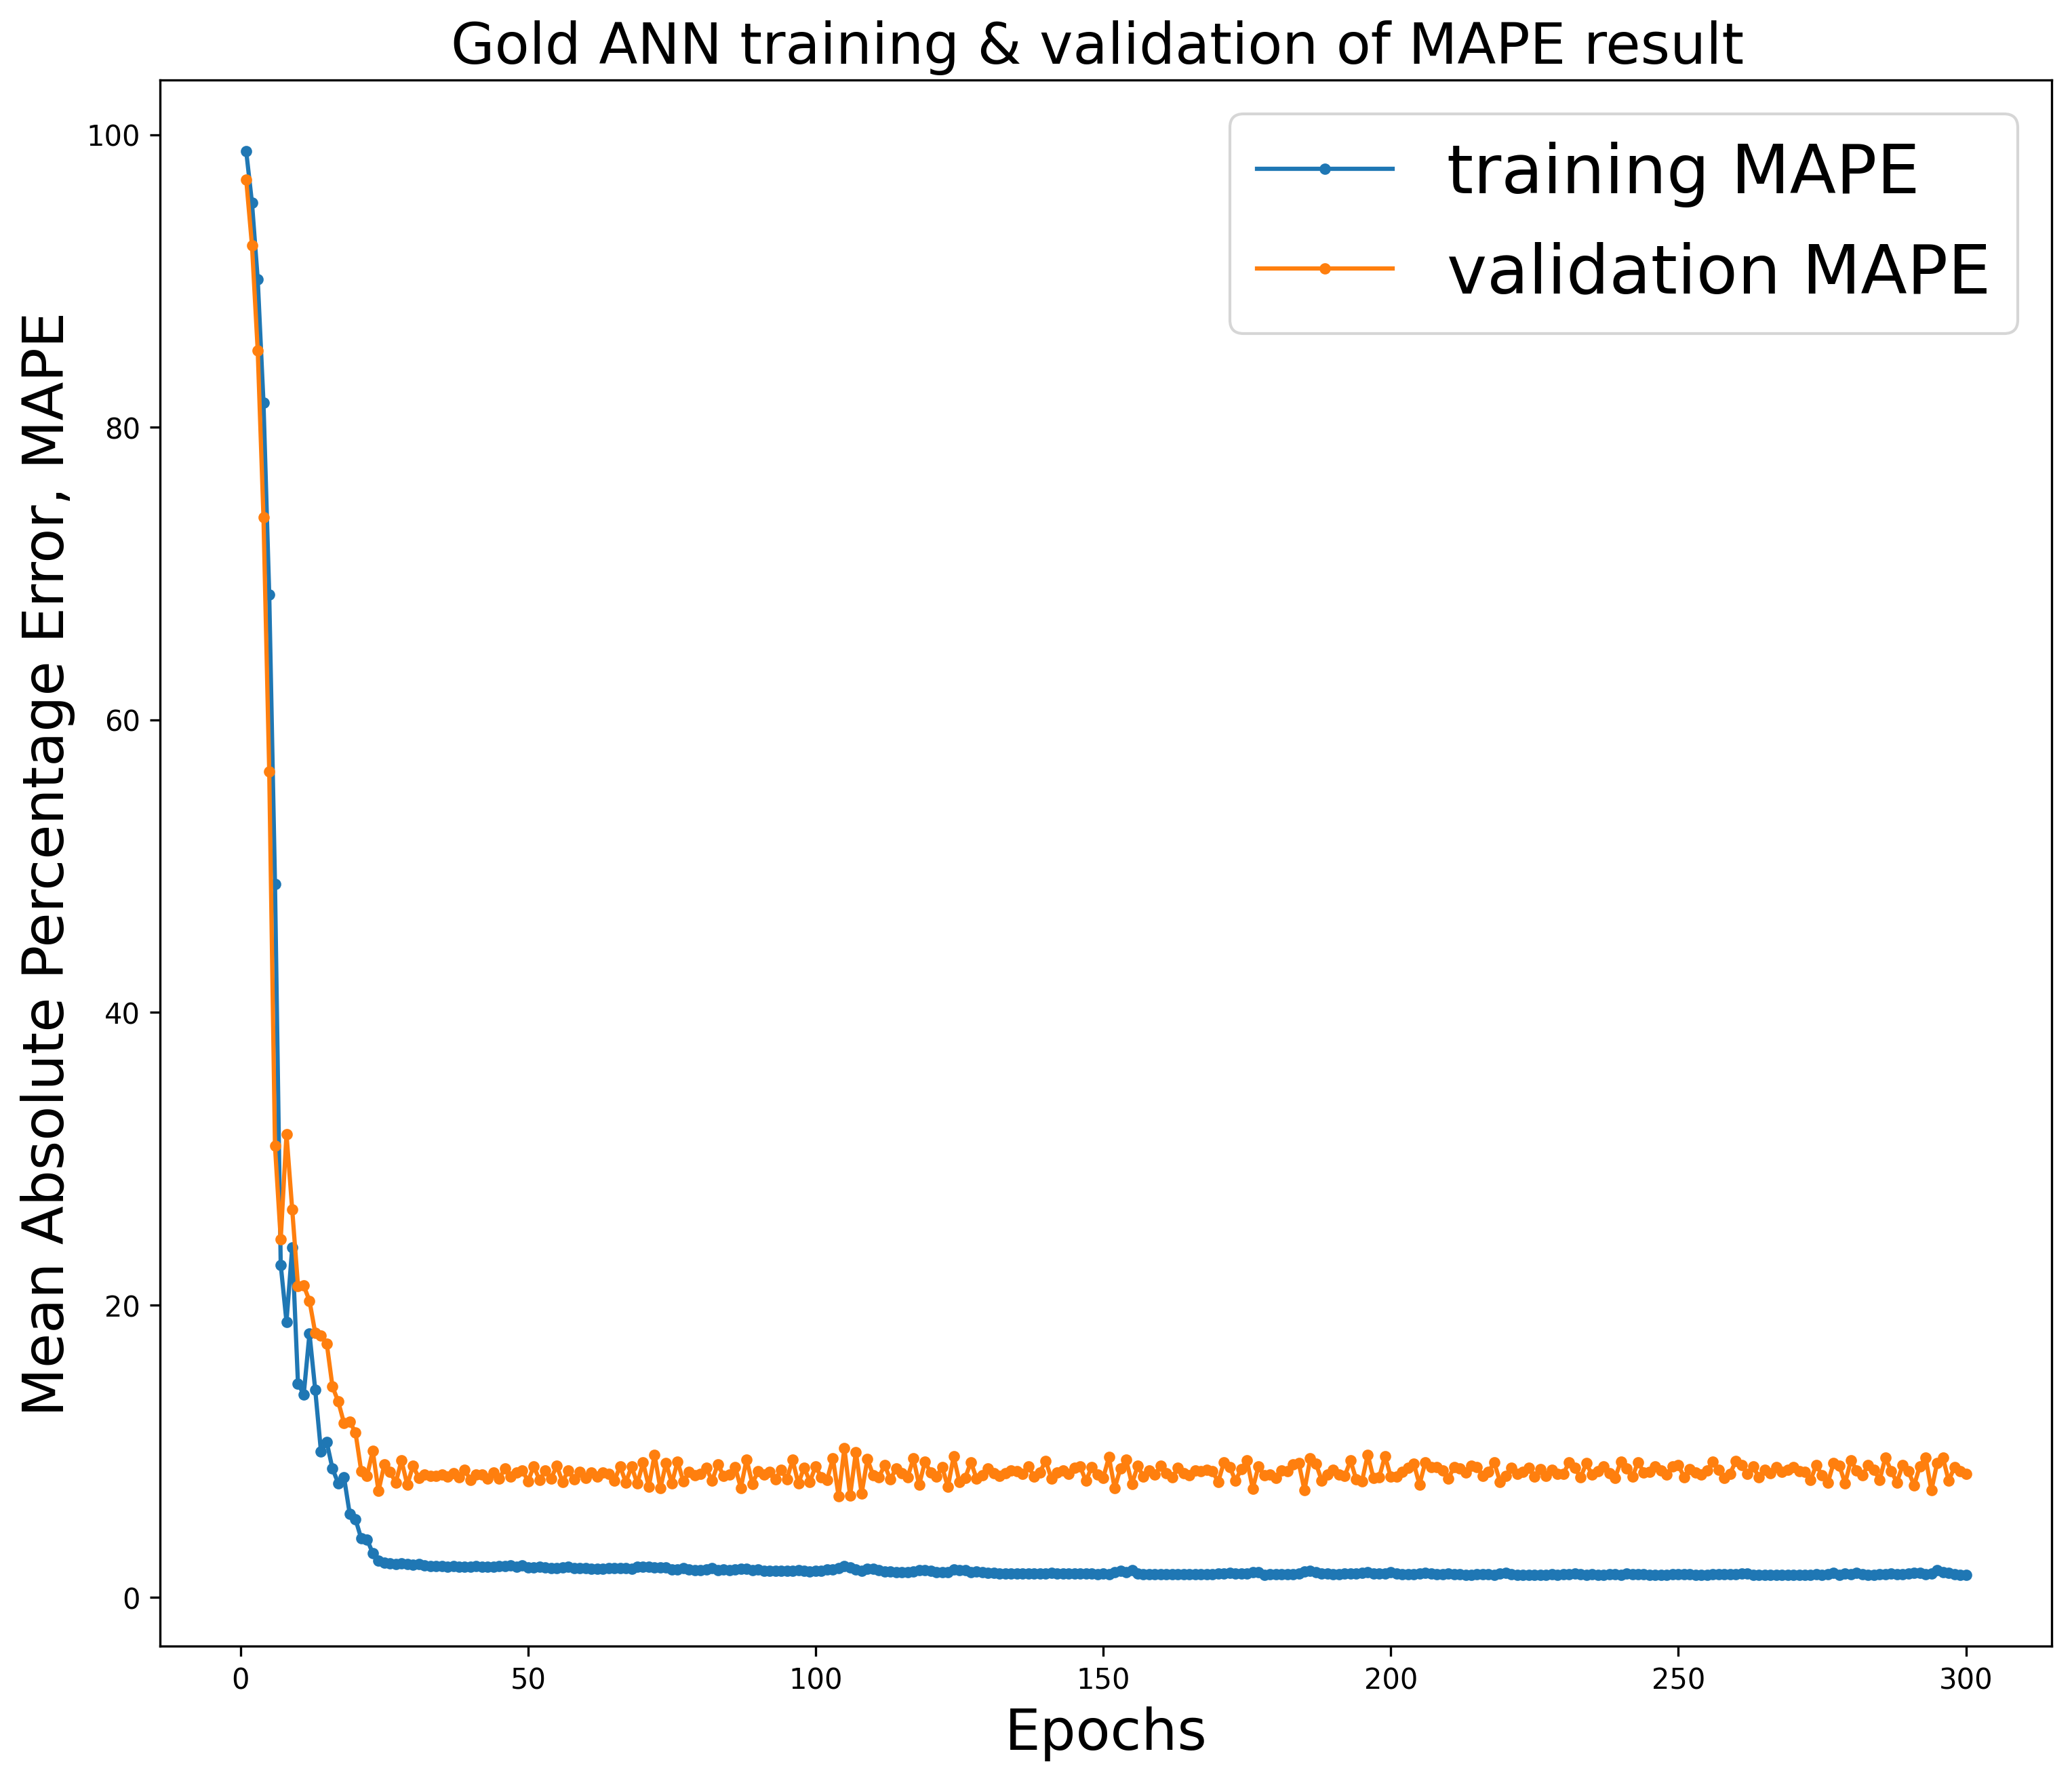 Gold ANN training & validation of MAPE result
training MAPE
validation MAPE
Mean Absolute Percentage Error, MAPE
100
80
60
40
20
0
0 50 100 150 200 250 300
Epochs